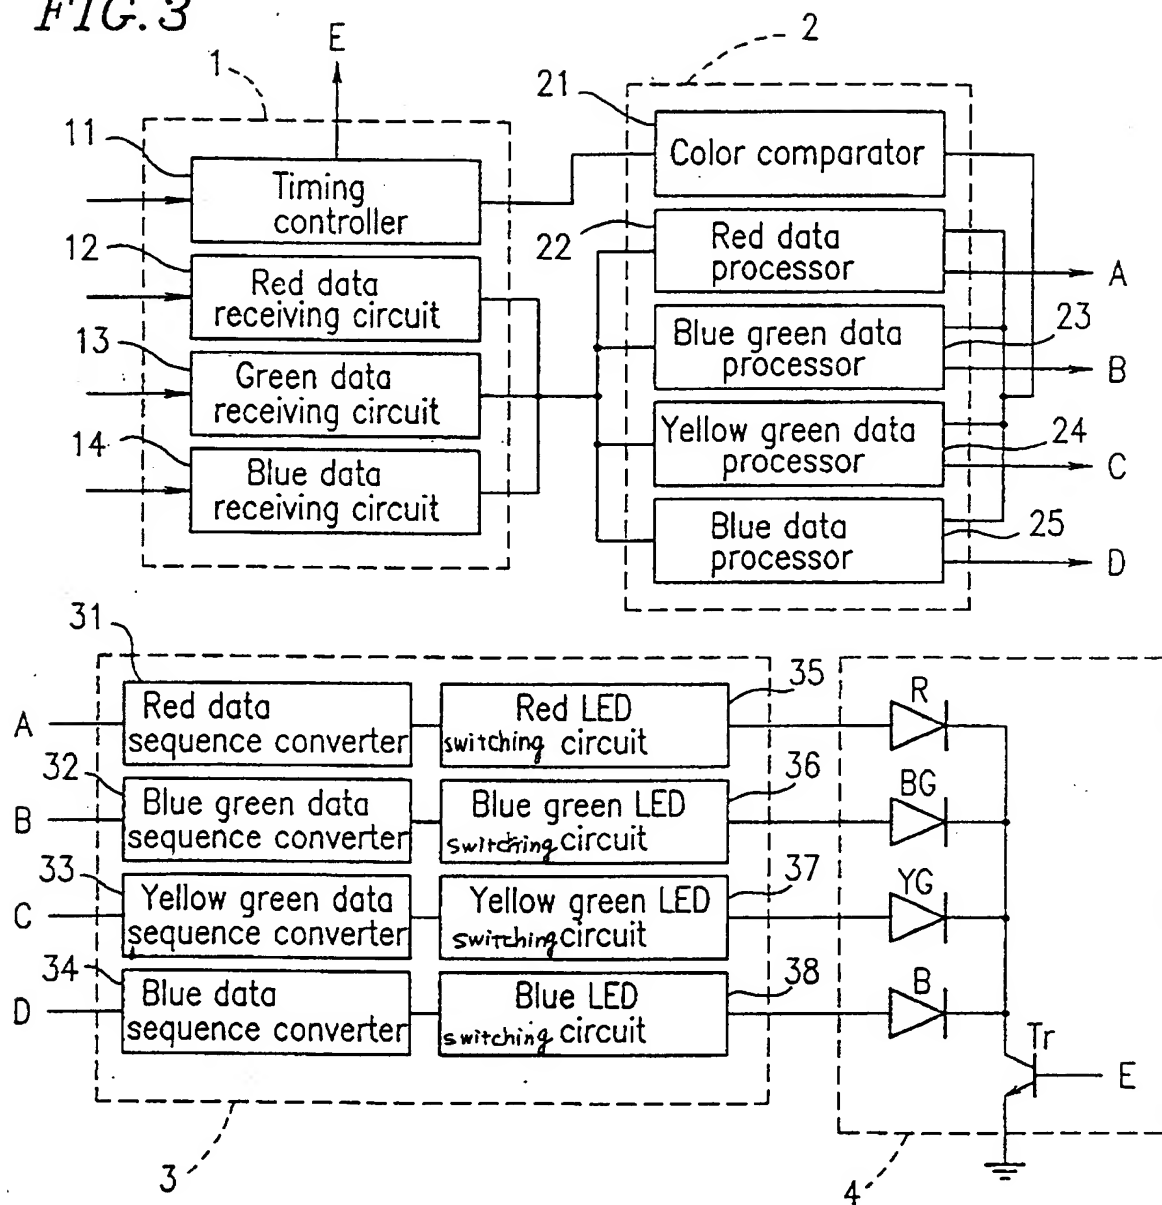 FIG. 3
E
1
2
11
Timing
controller
12
Red data
receiving circuit
13
Green data
receiving circuit
14
Blue data
receiving circuit
21
Color comparator
22
Red data
processor
A
Blue green data
processor
23
B
Yellow green data
processor
24
C
Blue data
processor
25
D
31
A
Red data
sequence converter
Red LED
switching circuit
35
R
32
B
Blue green data
sequence converter
Blue green LED
switching circuit
36
BG
33
C
Yellow green data
sequence converter
Yellow green LED
switching circuit
37
YG
34
D
Blue data
sequence converter
Blue LED
switching circuit
38
B
Tr
E
3
4